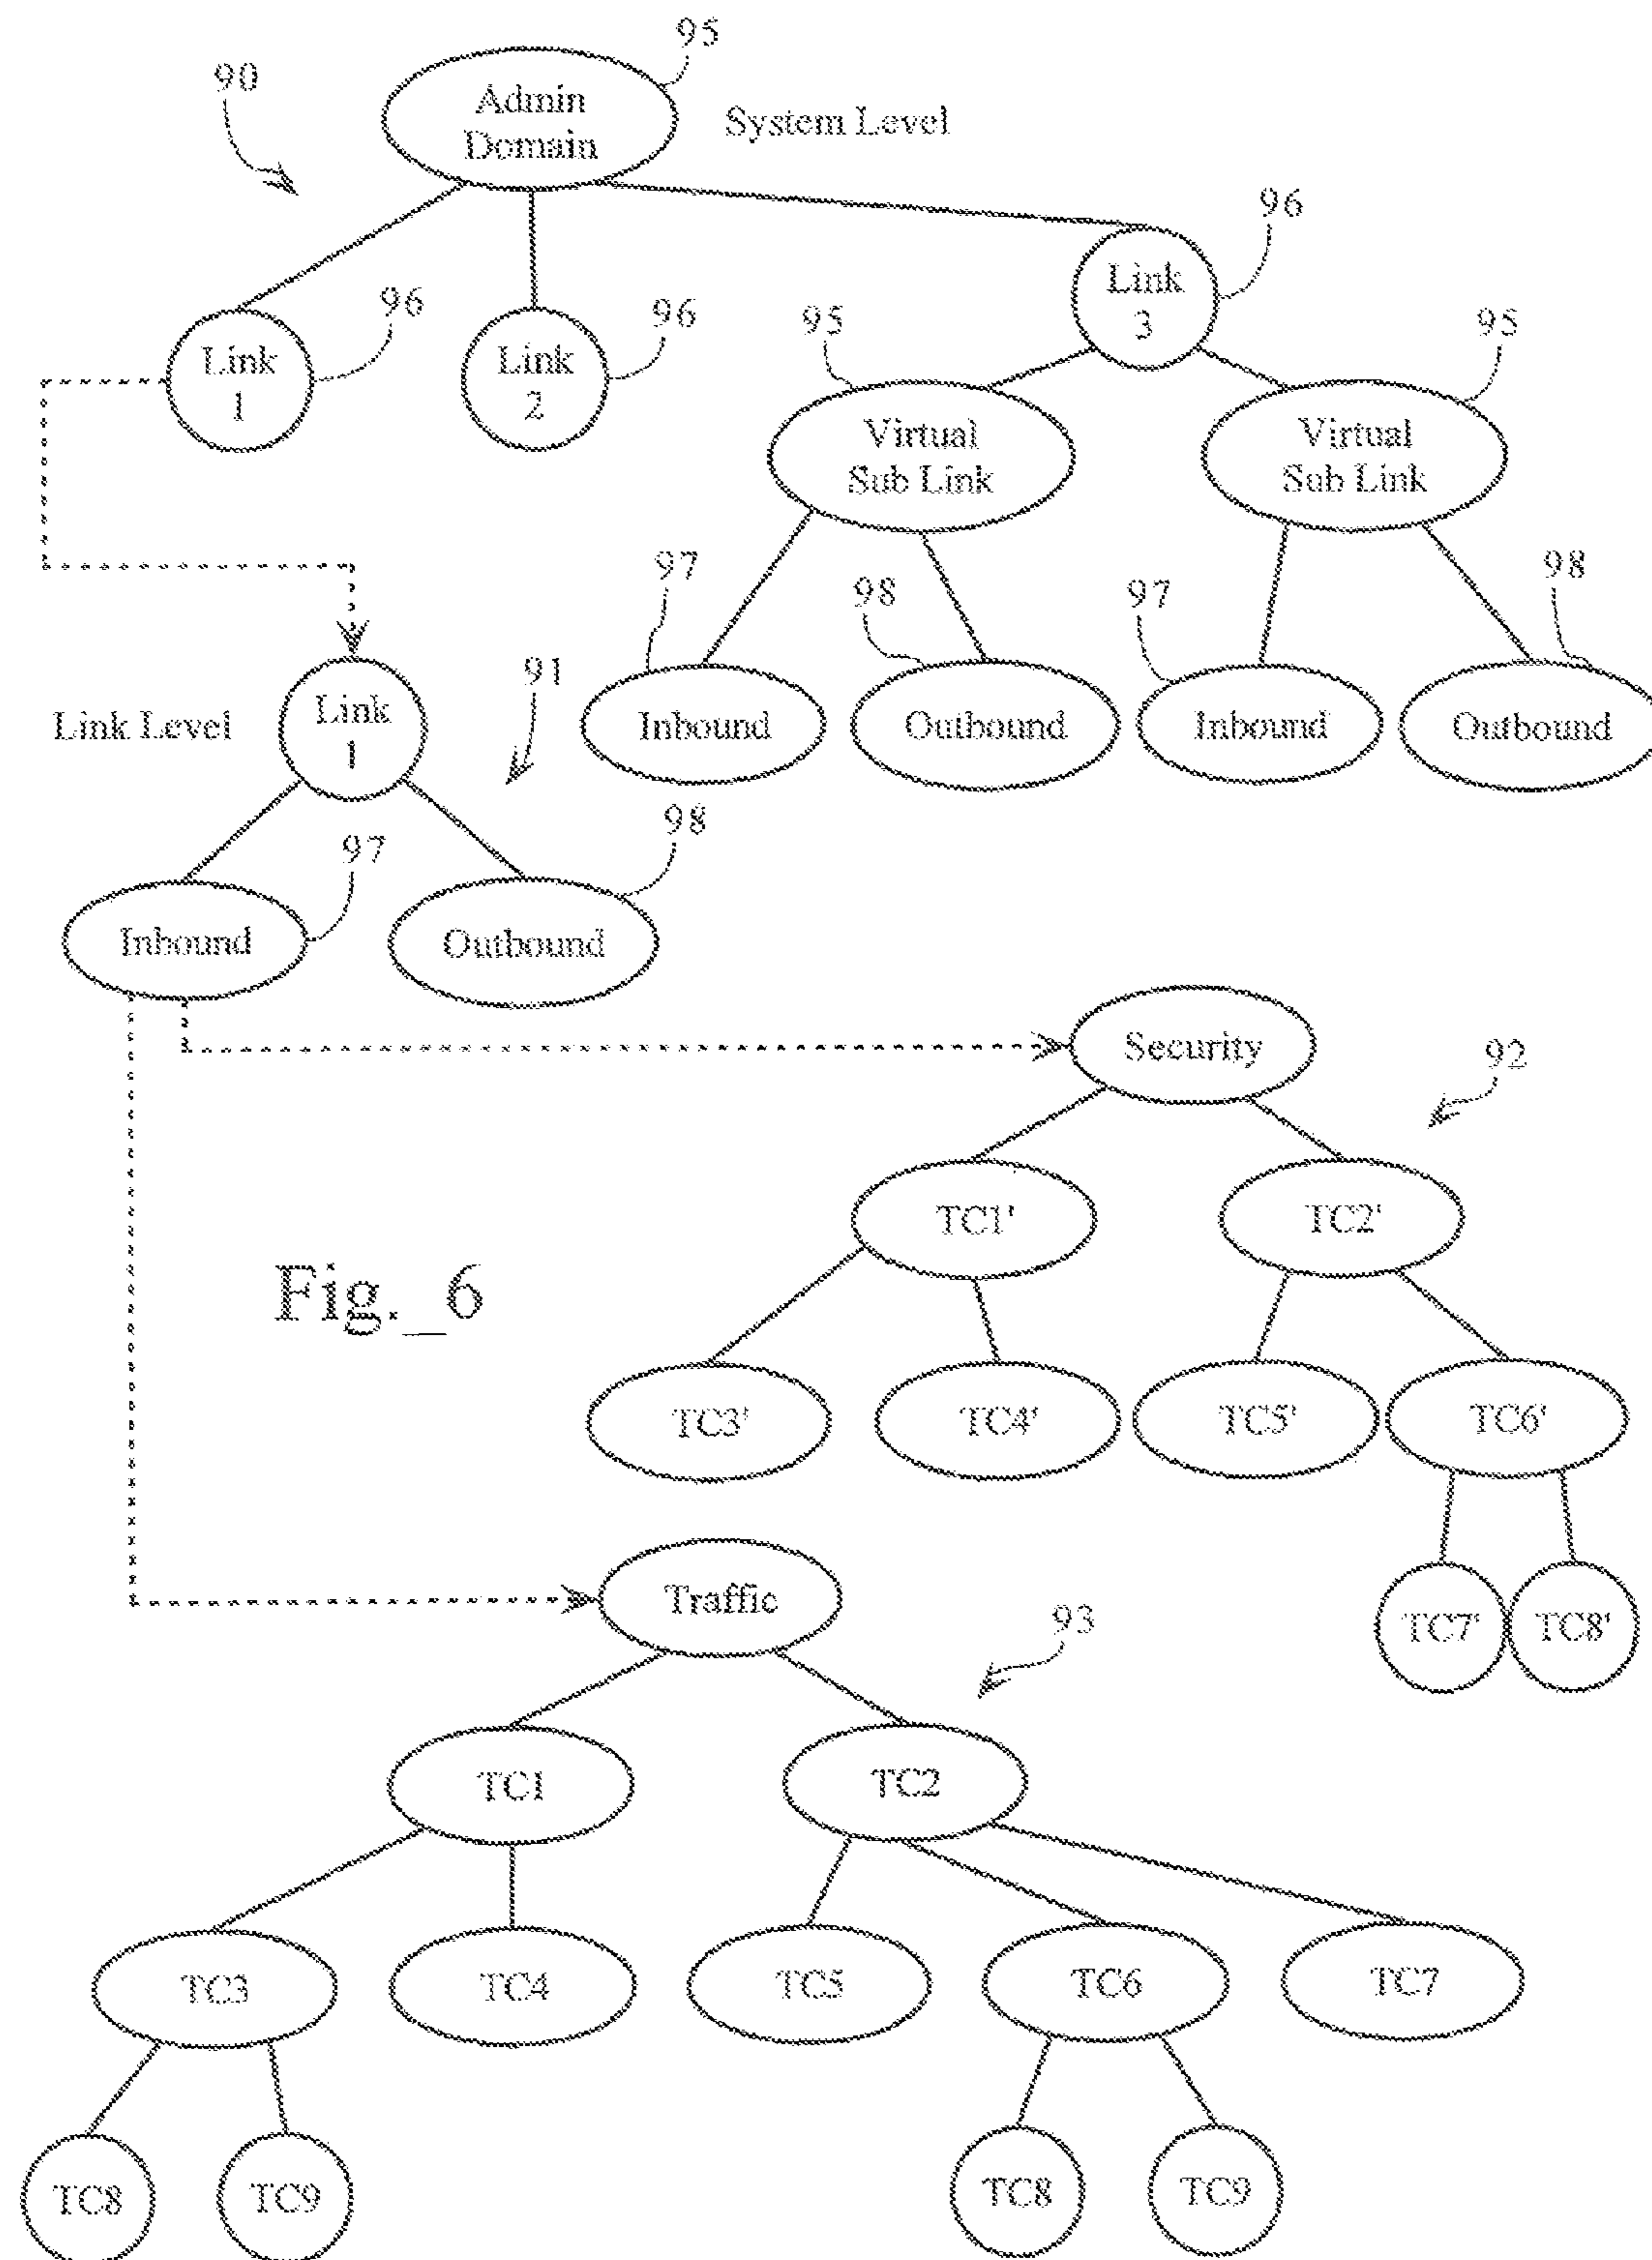 95
90
Admin
Domain
System Level
96
Link
3
96
96
95
95
Link
1
Link
2
Virtual
Sub Link
Virtual
Sub Link
97
98
97
98
91
Link Level
Link
1
Inbound
Outbound
Inbound
Outbound
97
98
Inbound
Outbound
Security
92
TC1'
TC2'
Fig._6
TC3'
TC4'
TC5'
TC6'
Traffic
93
TC7'
TC8'
TC1
TC2
TC3
TC4
TC5
TC6
TC7
TC8
TC9
TC8
TC9